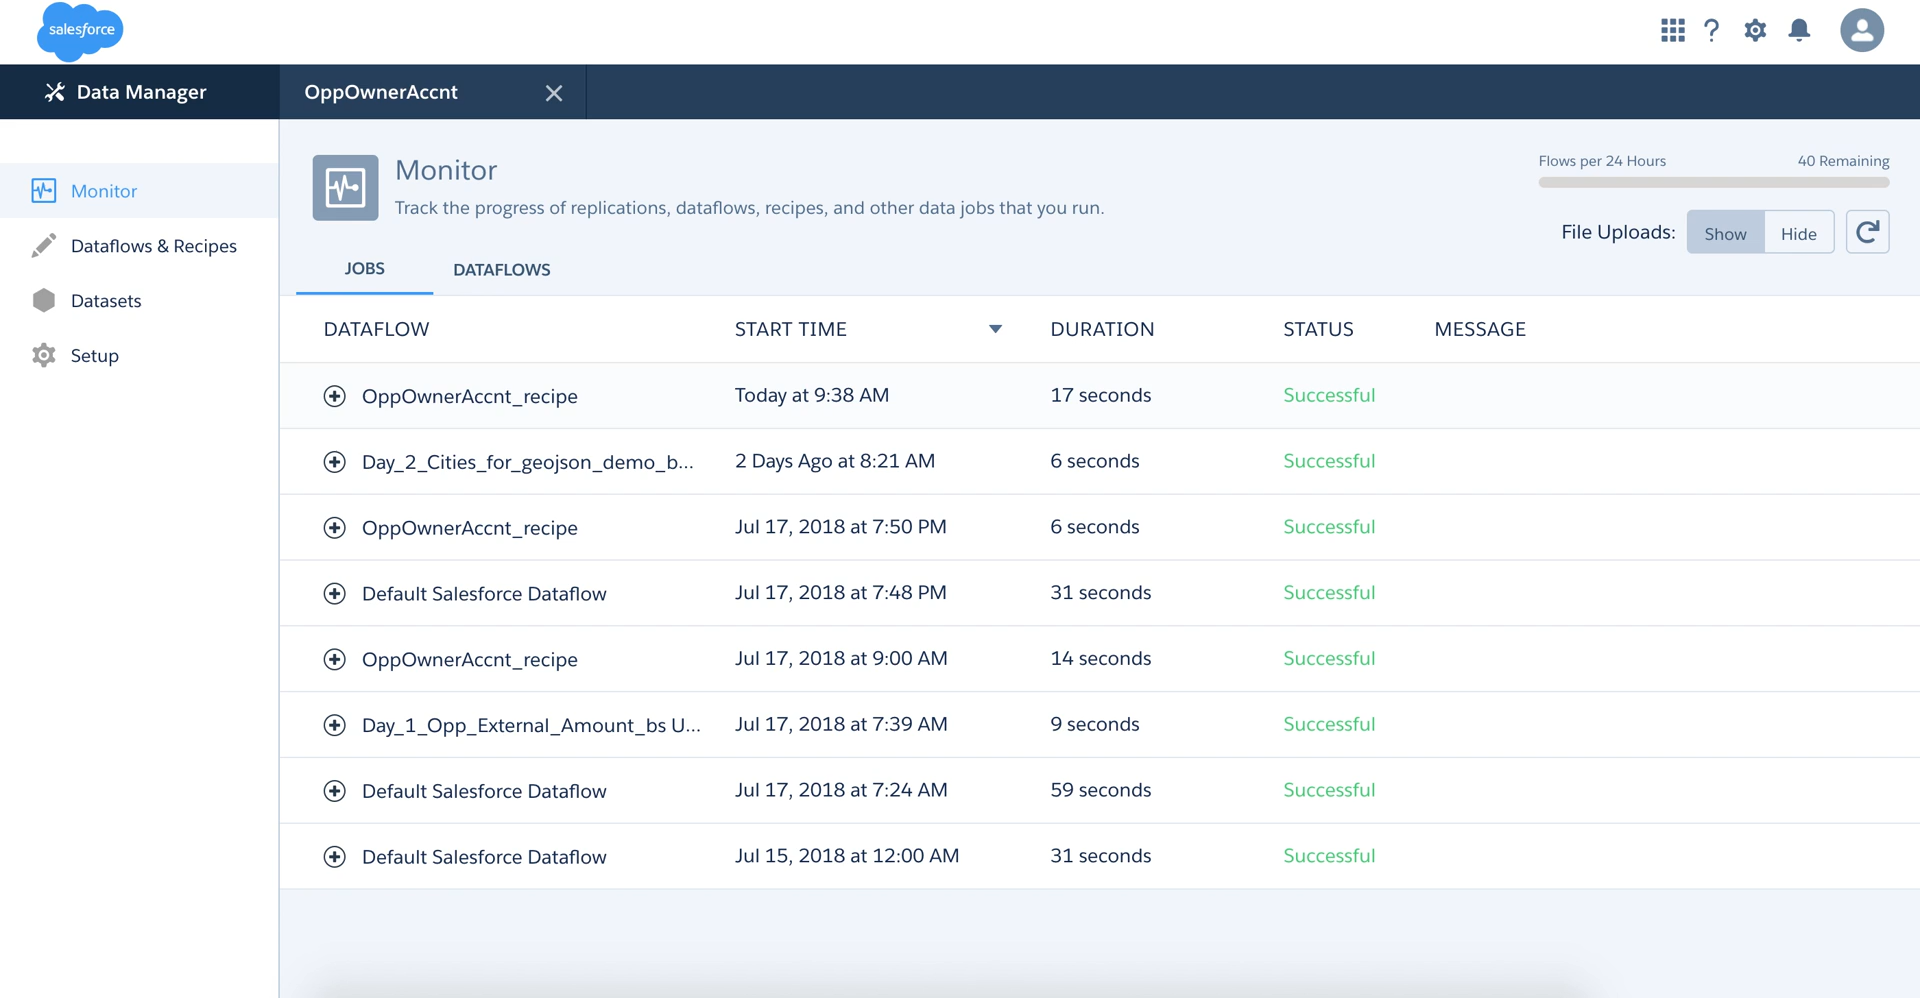 salesforce
Data Manager
OppOwnerAccnt
Monitor
Dataflows & Recipes
Datasets
Setup
Monitor
Track the progress of replications, dataflows, recipes, and other data jobs that you run.
Flows per 24 Hours 40 Remaining
File Uploads: Show Hide
JOBS DATAFLOWS
DATAFLOW START TIME DURATION STATUS MESSAGE
OppOwnerAccnt_recipe Today at 9:38 AM 17 seconds Successful
Day_2_Cities_for_geojson_demo_b... 2 Days Ago at 8:21 AM 6 seconds Successful
OppOwnerAccnt_recipe Jul 17, 2018 at 7:50 PM 6 seconds Successful
Default Salesforce Dataflow Jul 17, 2018 at 7:48 PM 31 seconds Successful
OppOwnerAccnt_recipe Jul 17, 2018 at 9:00 AM 14 seconds Successful
Day_1_Opp_External_Amount_bs U... Jul 17, 2018 at 7:39 AM 9 seconds Successful
Default Salesforce Dataflow Jul 17, 2018 at 7:24 AM 59 seconds Successful
Default Salesforce Dataflow Jul 15, 2018 at 12:00 AM 31 seconds Successful